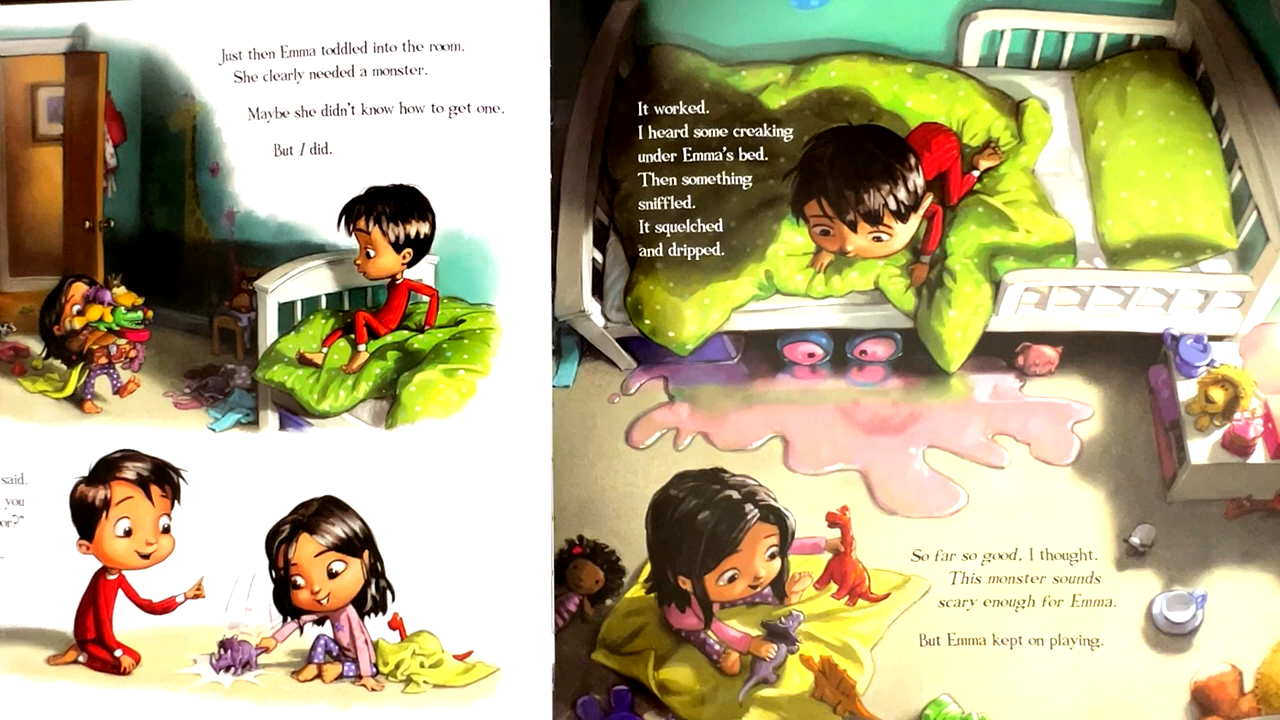 Just then Emma toddled into the room.
She clearly needed a monster.
Maybe she didn't know how to get one.
But I did.
said.
you
or?"
It worked.
I heard some creaking
under Emma's bed.
Then something
sniffled.
It squelched
and dripped.
So far so good, I thought.
This monster sounds
scary enough for Emma.
But Emma kept on playing.